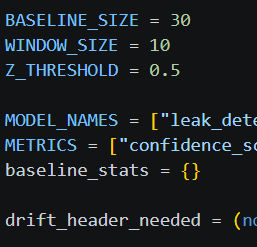 BASELINE_SIZE = 30
WINDOW_SIZE = 10
Z_THRESHOLD = 0.5
MODEL_NAMES = ["leak_dete
METRICS = ["confidence_sc
baseline_stats = {}
drift_header_needed = (no